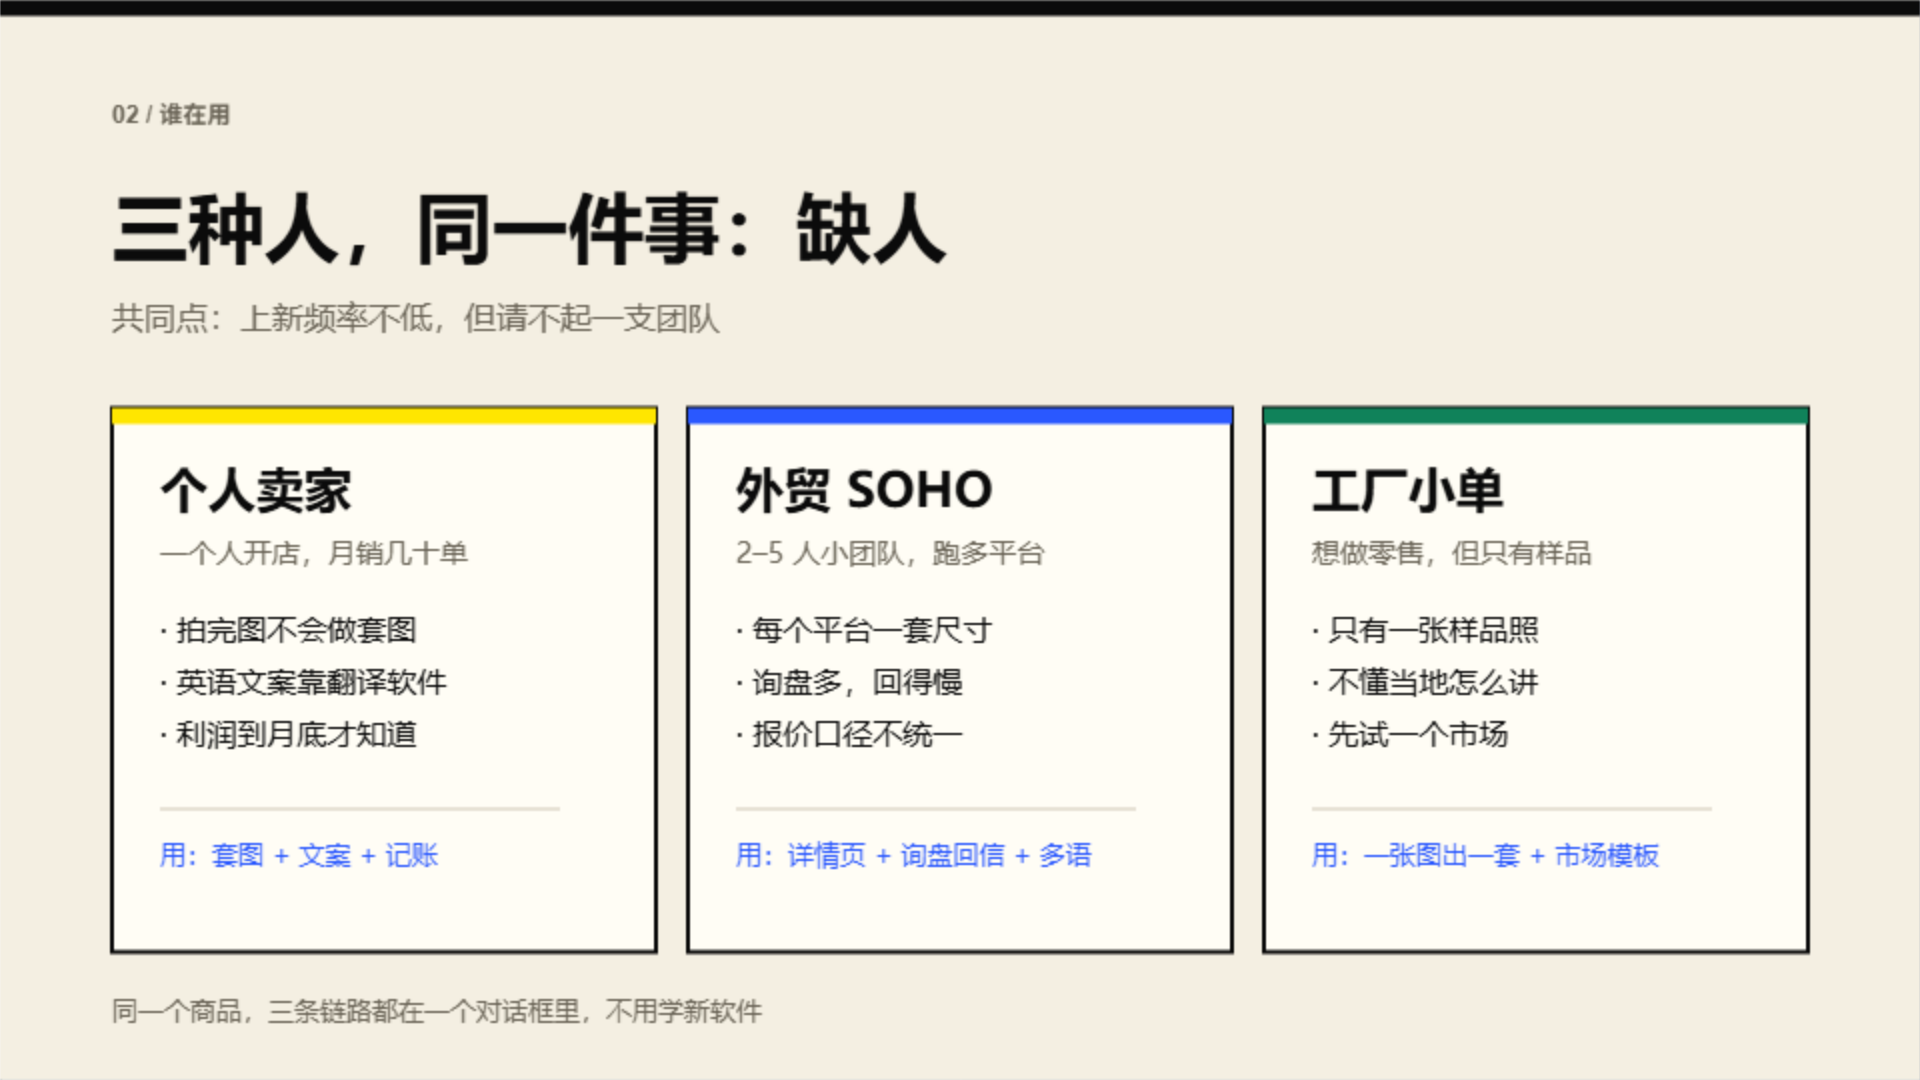 02 / 谁在用
三种人，同一件事：缺人
共同点：上新频率不低，但请不起一支团队
个人卖家
一个人开店，月销几十单
· 拍完图不会做套图
· 英语文案靠翻译软件
· 利润到月底才知道
用：套图 + 文案 + 记账
外贸 SOHO
2–5 人小团队，跑多平台
· 每个平台一套尺寸
· 询盘多，回得慢
· 报价口径不统一
用：详情页 + 询盘回信 + 多语
工厂小单
想做零售，但只有样品
· 只有一张样品照
· 不懂当地怎么讲
· 先试一个市场
用：一张图出一套 + 市场模板
同一个商品，三条链路都在一个对话框里，不用学新软件